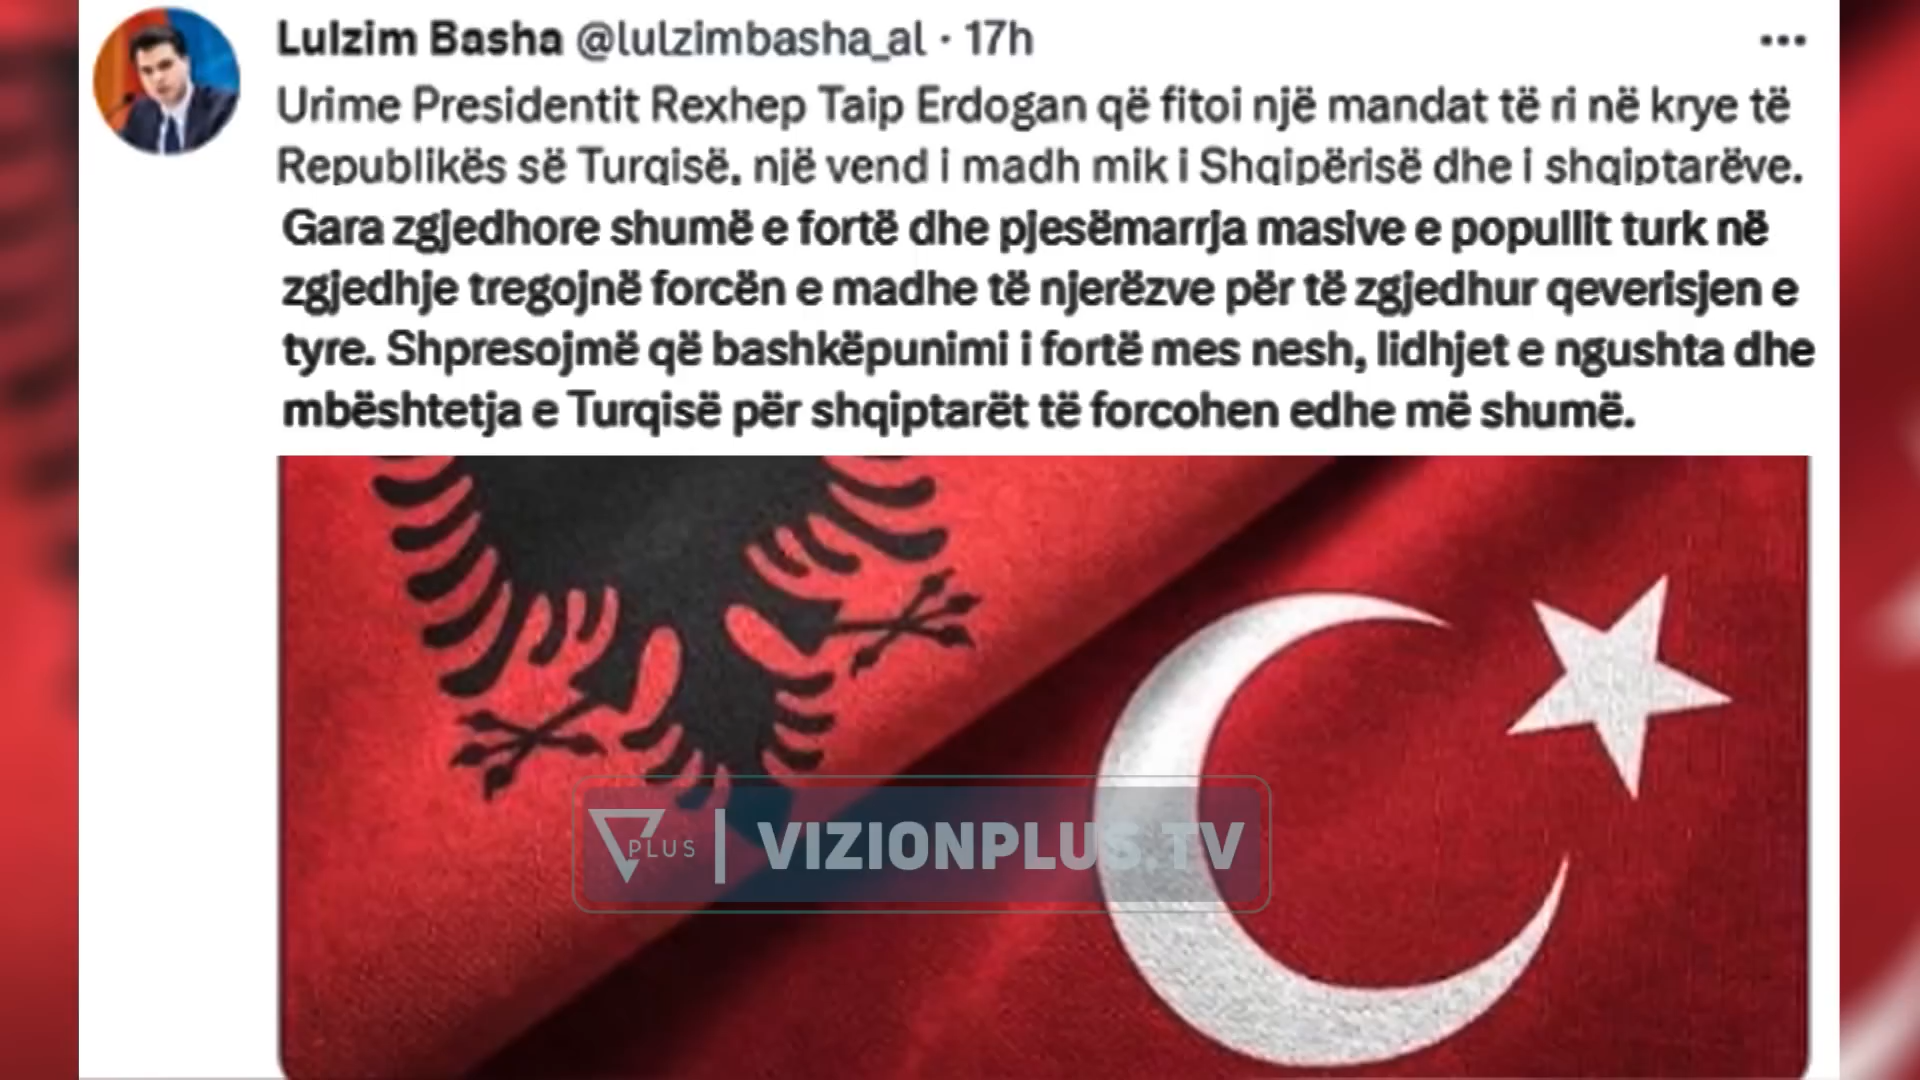 Lulzim Basha @lulzimbasha_al · 17h
Urime Presidentit Rexhep Taip Erdogan që fitoi një mandat të ri në krye të
Republikës së Turqisë, një vend i madh mik i Shqipërisë dhe i shqiptarëve.
Gara zgjedhore shumë e fortë dhe pjesëmarrja masive e popullit turk në
zgjedhje tregojnë forcën e madhe të njerëzve për të zgjedhur qeverisjen e
tyre. Shpresojmë që bashkëpunimi i fortë mes nesh, lidhjet e ngushta dhe
mbështetja e Turqisë për shqiptarët të forcohen edhe më shumë.
PLUS | VIZIONPLUS.TV